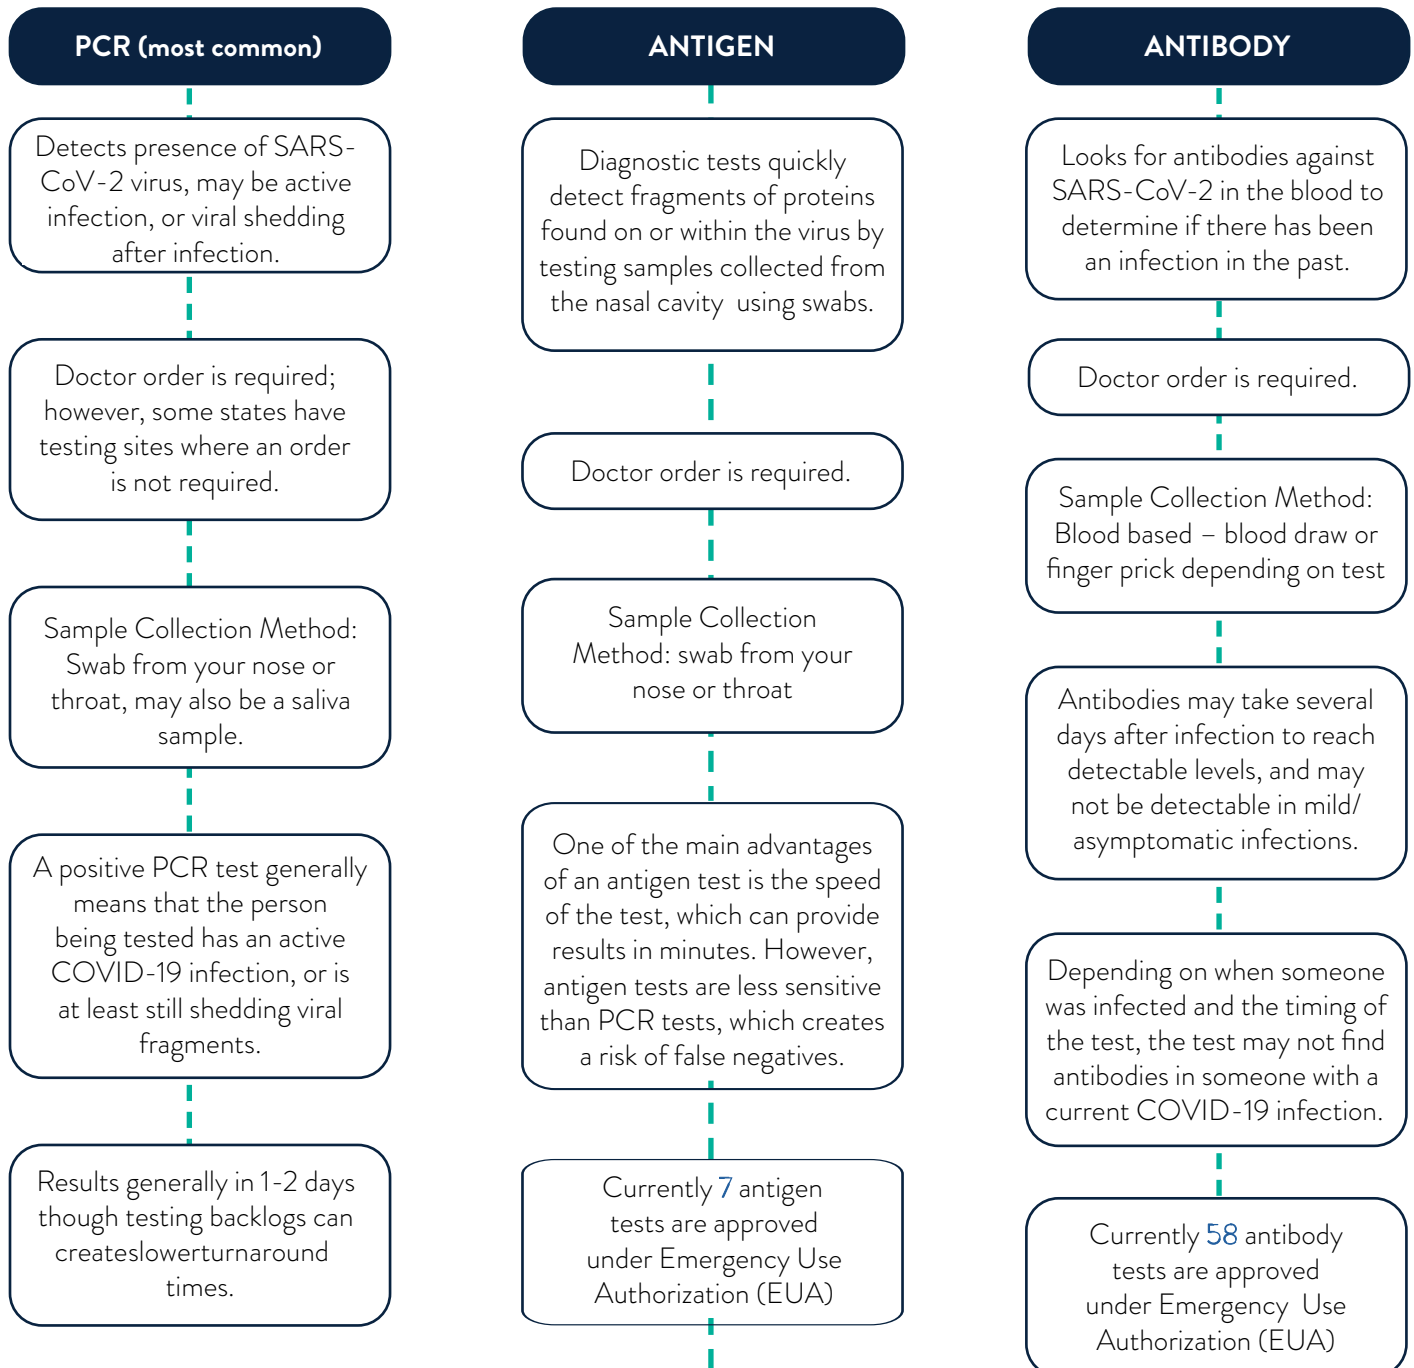 PCR (most common)
Detects presence of SARS-
CoV-2 virus, may be active
infection, or viral shedding
after infection.
Doctor order is required;
however, some states have
testing sites where an order
is not required.
Sample Collection Method:
Swab from your nose or
throat, may also be a saliva
sample.
A positive PCR test generally
means that the person
being tested has an active
COVID-19 infection, or is
at least still shedding viral
fragments.
Results generally in 1-2 days
though testing backlogs can
createslowerturnaround
times.
ANTIGEN
Diagnostic tests quickly
detect fragments of proteins
found on or within the virus by
testing samples collected from
the nasal cavity using swabs.
Doctor order is required.
Sample Collection
Method: swab from your
nose or throat
One of the main advantages
of an antigen test is the speed
of the test, which can provide
results in minutes. However,
antigen tests are less sensitive
than PCR tests, which creates
a risk of false negatives.
Currently 7 antigen
tests are approved
under Emergency Use
Authorization (EUA)
ANTIBODY
Looks for antibodies against
SARS-CoV-2 in the blood to
determine if there has been
an infection in the past.
Doctor order is required.
Sample Collection Method:
Blood based – blood draw or
finger prick depending on test
Antibodies may take several
days after infection to reach
detectable levels, and may
not be detectable in mild/
asymptomatic infections.
Depending on when someone
was infected and the timing of
the test, the test may not find
antibodies in someone with a
current COVID-19 infection.
Currently 58 antibody
tests are approved
under Emergency Use
Authorization (EUA)